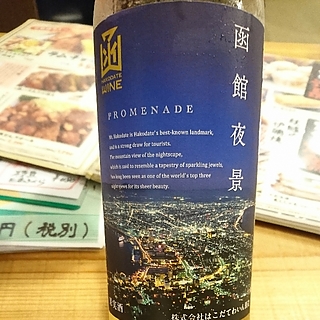 函
HAKODATE
WINE
函館夜景
PROMENADE
Mt. Hakodate is Hakodate's best-known landmark,
and is a strong draw for tourists.
The mountain view of the nightscape,
which is said to resemble a tapestry of sparkling jewels,
has long been seen as one of the world's top three
night views for its sheer beauty.
株式会社はこだてわいん
円(税別)